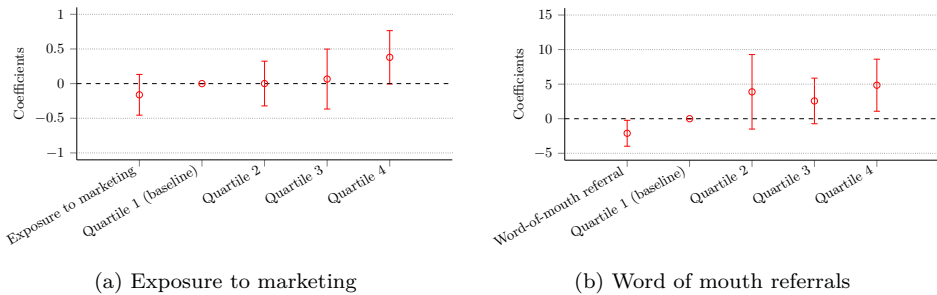 Coefficients
1
0.5
0
−0.5
−1
Exposure to marketing
Quartile 1 (baseline)
Quartile 2
Quartile 3
Quartile 4
(a) Exposure to marketing
Coefficients
15
10
5
0
−5
Word-of-mouth referral
Quartile 1 (baseline)
Quartile 2
Quartile 3
Quartile 4
(b) Word of mouth referrals